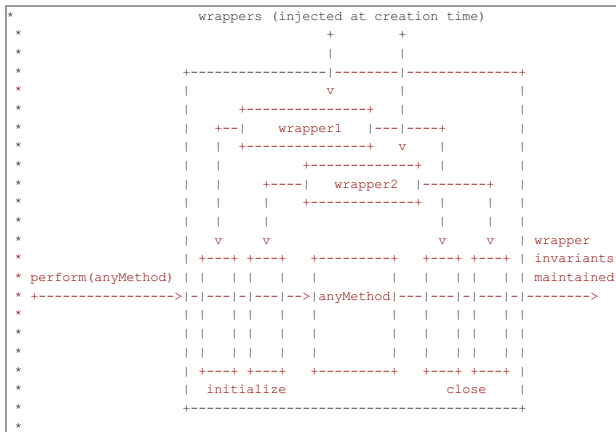 *                       wrappers (injected at creation time)
 *                                      +        +
 *                                      |        |
 *                    +-----------------|--------|--------------+
 *                    |                 v        |              |
 *                    |      +---------------+   |              |
 *                    |   +--|    wrapper1   |---|----+         |
 *                    |   |  +---------------+   v    |         |
 *                    |   |          +-------------+  |         |
 *                    |   |     +----|   wrapper2  |--------+   |
 *                    |   |     |    +-------------+  |     |   |
 *                    |   |     |                     |     |   |
 *                    |   v     v                     v     v   | wrapper
 *                    | +---+ +---+   +---------+   +---+ +---+ | invariants
 * perform(anyMethod) | |   | |   |   |         |   |   | |   | | maintained
 * +----------------->|-|---|-|---|-->|anyMethod|---|---|-|---|-|-------->
 *                    | |   | |   |   |         |   |   | |   | |
 *                    | |   | |   |   |         |   |   | |   | |
 *                    | |   | |   |   |         |   |   | |   | |
 *                    | +---+ +---+   +---------+   +---+ +---+ |
 *                    |  initialize                    close    |
 *                    +-----------------------------------------+
 *